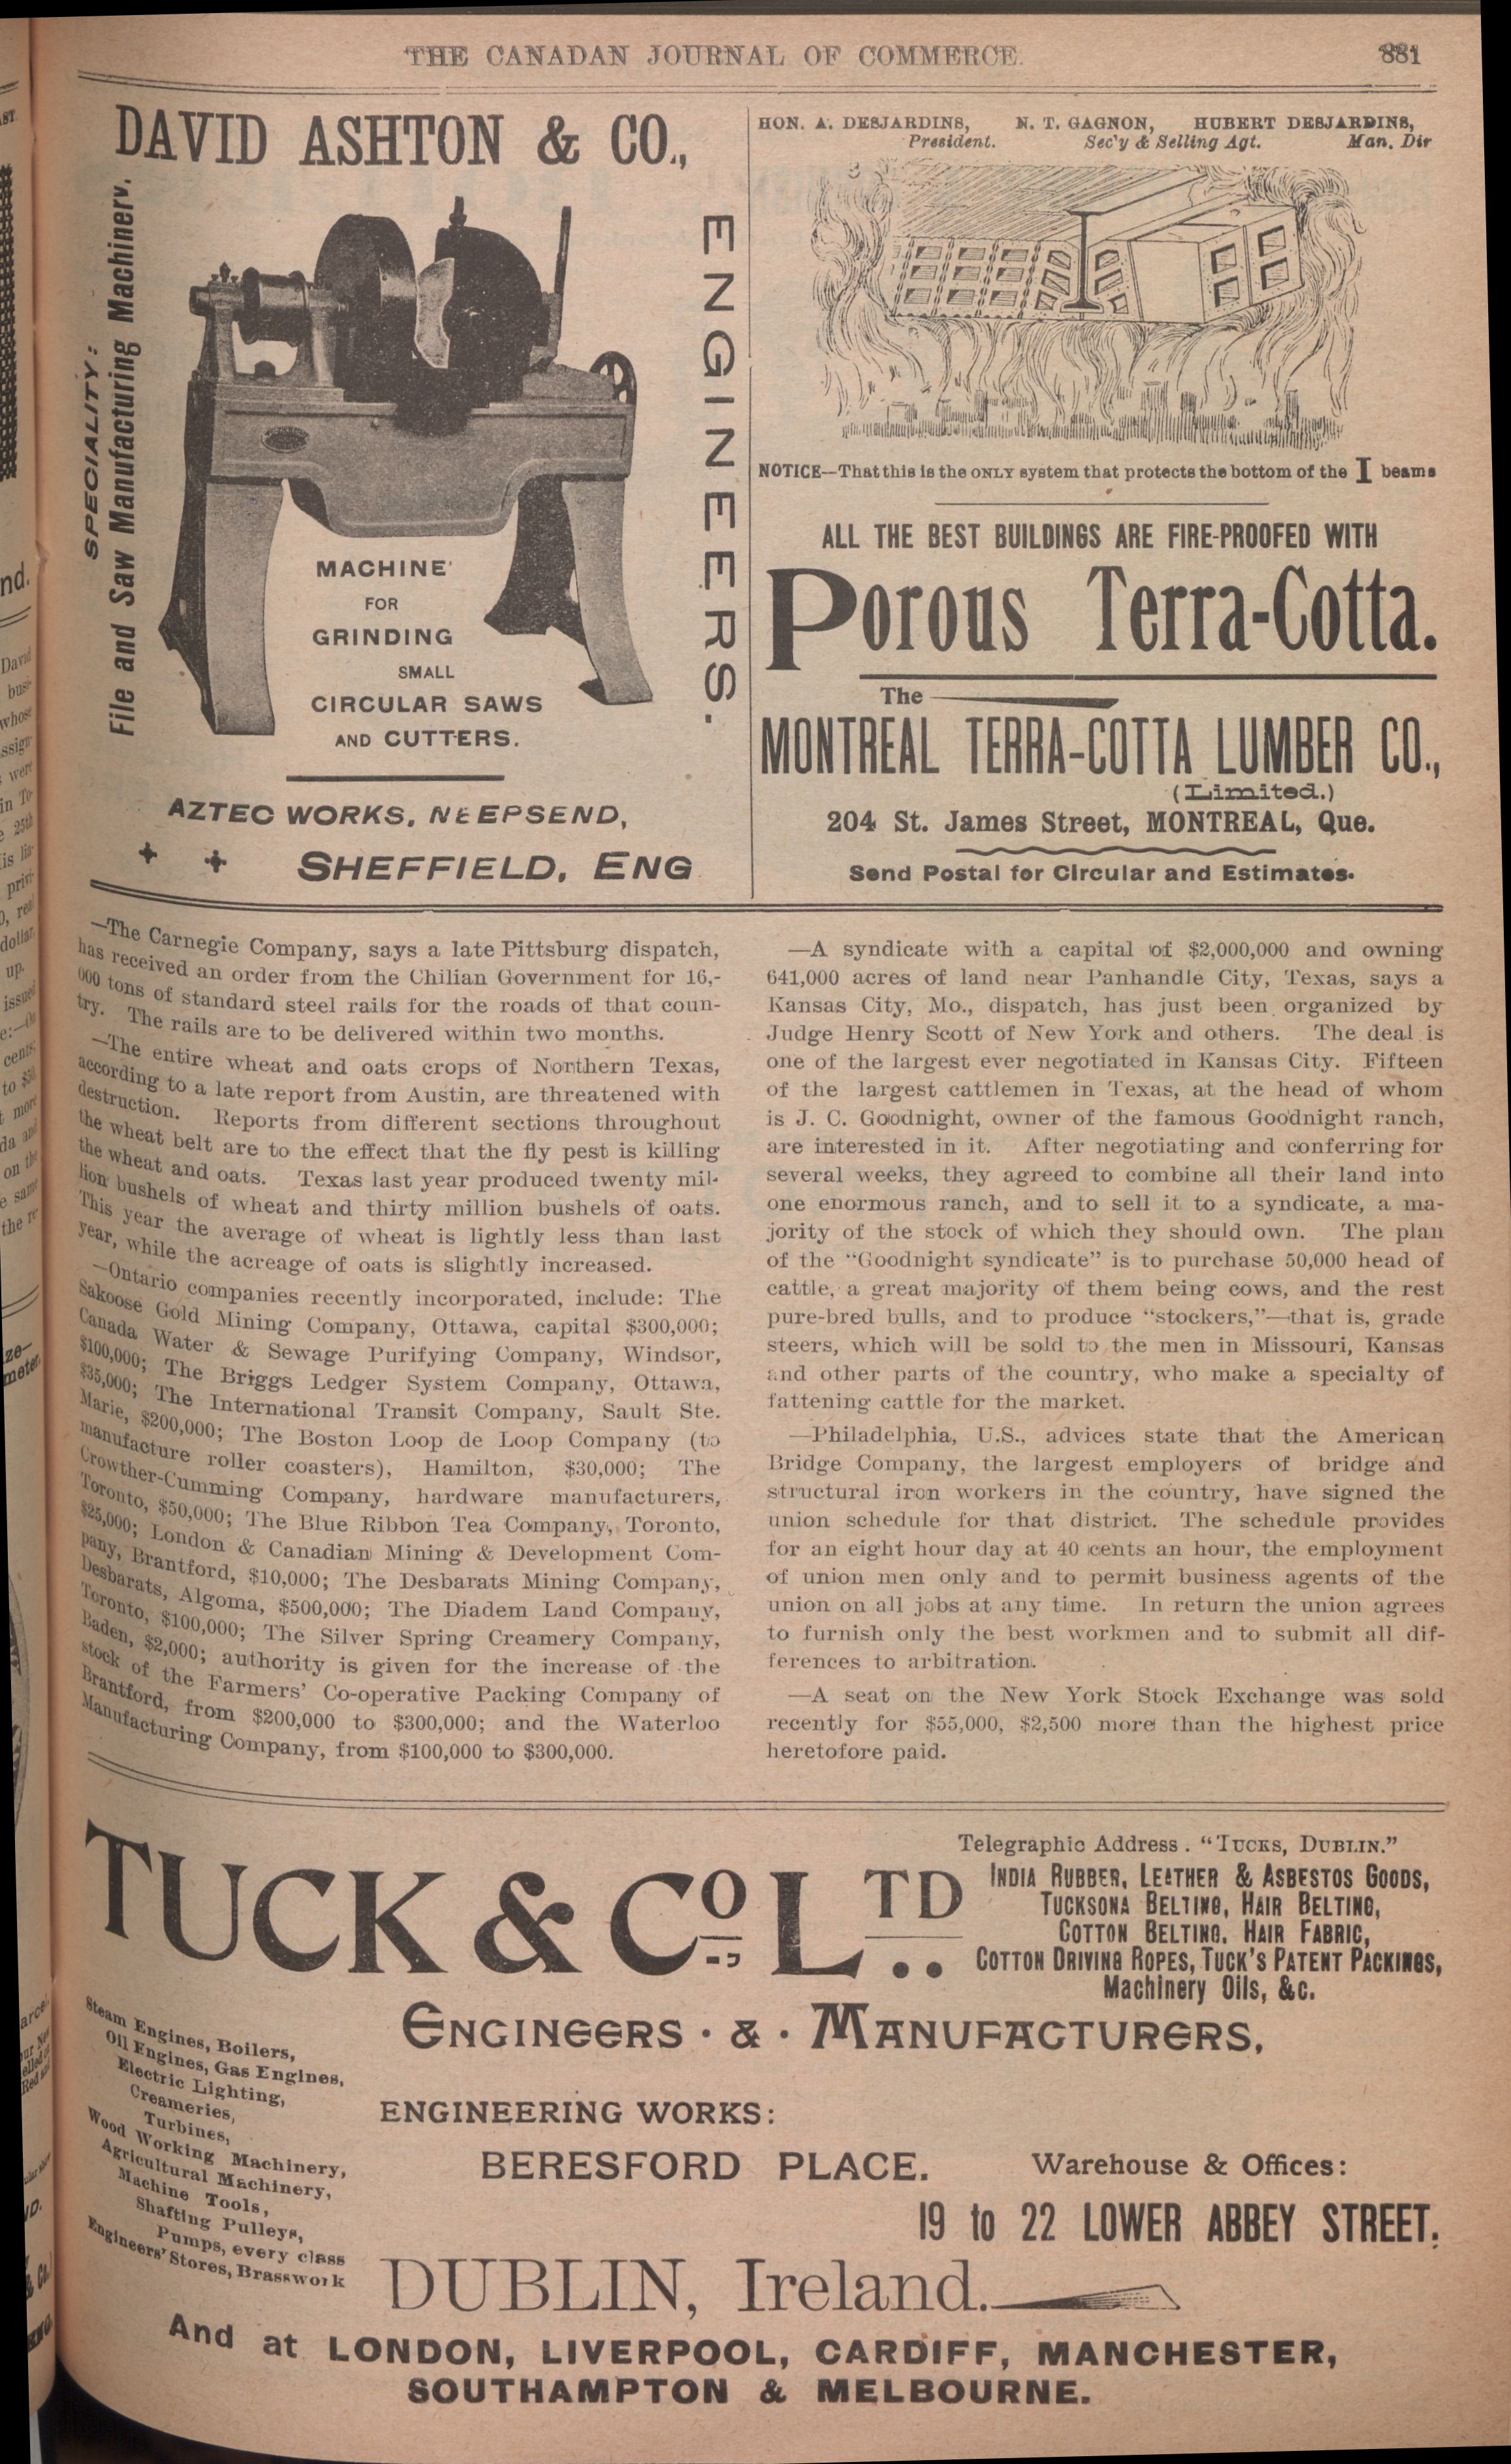 THE CANADAN JOURNAL OF COMMERCE.
881
DAVID ASHTON & CO.,
SPECIALITY:
File and Saw Manufacturing Machinery.
ENGINEERS.
MACHINE
FOR
GRINDING
SMALL
CIRCULAR SAWS
AND CUTTERS.
AZTEC WORKS, NEEPSEND,
SHEFFIELD, ENG
HON. A. DESJARDINS, N. T. GAGNON, HUBERT DESJARDINS,
President. Sec'y & Selling Agt. Man. Dir
NOTICE—That this is the ONLY system that protects the bottom of the I beams
ALL THE BEST BUILDINGS ARE FIRE-PROOFED WITH
Porous Terra-Cotta.
The
MONTREAL TERRA-COTTA LUMBER CO.,
(Limited.)
204 St. James Street, MONTREAL, Que.
Send Postal for Circular and Estimates.
—The Carnegie Company, says a late Pittsburg dispatch,
has received an order from the Chilian Government for 16,-
000 tons of standard steel rails for the roads of that coun-
try. The rails are to be delivered within two months.
—The entire wheat and oats crops of Northern Texas,
according to a late report from Austin, are threatened with
destruction. Reports from different sections throughout
the wheat belt are to the effect that the fly pest is killing
the wheat and oats. Texas last year produced twenty mil-
lion bushels of wheat and thirty million bushels of oats.
This year the average of wheat is lightly less than last
year, while the acreage of oats is slightly increased.
—Ontario companies recently incorporated, include: The
Sakoose Gold Mining Company, Ottawa, capital $300,000;
Canada Water & Sewage Purifying Company, Windsor,
$100,000; The Briggs Ledger System Company, Ottawa,
$35,000; The International Transit Company, Sault Ste.
Marie, $200,000; The Boston Loop de Loop Company (to
manufacture roller coasters), Hamilton, $30,000; The
Crowther-Cumming Company, hardware manufacturers,
Toronto, $50,000; The Blue Ribbon Tea Company, Toronto,
$25,000; London & Canadian Mining & Development Com-
pany, Brantford, $10,000; The Desbarats Mining Company,
Desbarats, Algoma, $500,000; The Diadem Land Company,
Toronto, $100,000; The Silver Spring Creamery Company,
Baden, $2,000; authority is given for the increase of the
stock of the Farmers' Co-operative Packing Company of
Brantford, from $200,000 to $300,000; and the Waterloo
Manufacturing Company, from $100,000 to $300,000.
—A syndicate with a capital of $2,000,000 and owning
641,000 acres of land near Panhandle City, Texas, says a
Kansas City, Mo., dispatch, has just been organized by
Judge Henry Scott of New York and others. The deal is
one of the largest ever negotiated in Kansas City. Fifteen
of the largest cattlemen in Texas, at the head of whom
is J. C. Goodnight, owner of the famous Goodnight ranch,
are interested in it. After negotiating and conferring for
several weeks, they agreed to combine all their land into
one enormous ranch, and to sell it to a syndicate, a ma-
jority of the stock of which they should own. The plan
of the "Goodnight syndicate" is to purchase 50,000 head of
cattle, a great majority of them being cows, and the rest
pure-bred bulls, and to produce "stockers,"—that is, grade
steers, which will be sold to the men in Missouri, Kansas
and other parts of the country, who make a specialty of
fattening cattle for the market.
—Philadelphia, U.S., advices state that the American
Bridge Company, the largest employers of bridge and
structural iron workers in the country, have signed the
union schedule for that district. The schedule provides
for an eight hour day at 40 cents an hour, the employment
of union men only and to permit business agents of the
union on all jobs at any time. In return the union agrees
to furnish only the best workmen and to submit all dif-
ferences to arbitration.
—A seat on the New York Stock Exchange was sold
recently for $55,000, $2,500 more than the highest price
heretofore paid.
TUCK & CO., LTD..
Telegraphic Address. "TUCKS, DUBLIN."
INDIA RUBBER, LEATHER & ASBESTOS GOODS,
TUCKSONA BELTING, HAIR BELTING,
COTTON BELTING, HAIR FABRIC,
COTTON DRIVING ROPES, TUCK'S PATENT PACKINGS,
Machinery Oils, &c.
ENGINEERS · & · MANUFACTURERS,
Steam Engines, Boilers,
Oil Engines, Gas Engines,
Electric Lighting,
Creameries,
Turbines,
Wood Working Machinery,
Agricultural Machinery,
Machine Tools,
Shafting Pulleys,
Pumps, every class
Engineers' Stores, Brasswork
ENGINEERING WORKS:
BERESFORD PLACE.
Warehouse & Offices:
19 to 22 LOWER ABBEY STREET.
DUBLIN, Ireland.
And at LONDON, LIVERPOOL, CARDIFF, MANCHESTER,
SOUTHAMPTON & MELBOURNE.